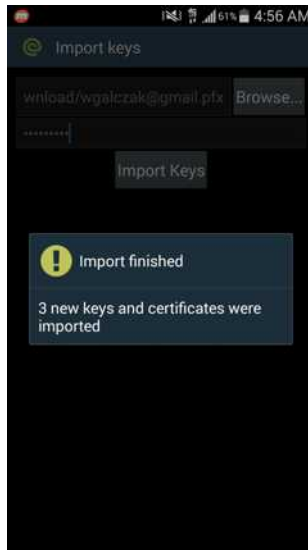 61% 4:56 AM
Import keys
wnload/wgalczak@gmail.pfx Browse...
Import Keys
Import finished
3 new keys and certificates were
imported